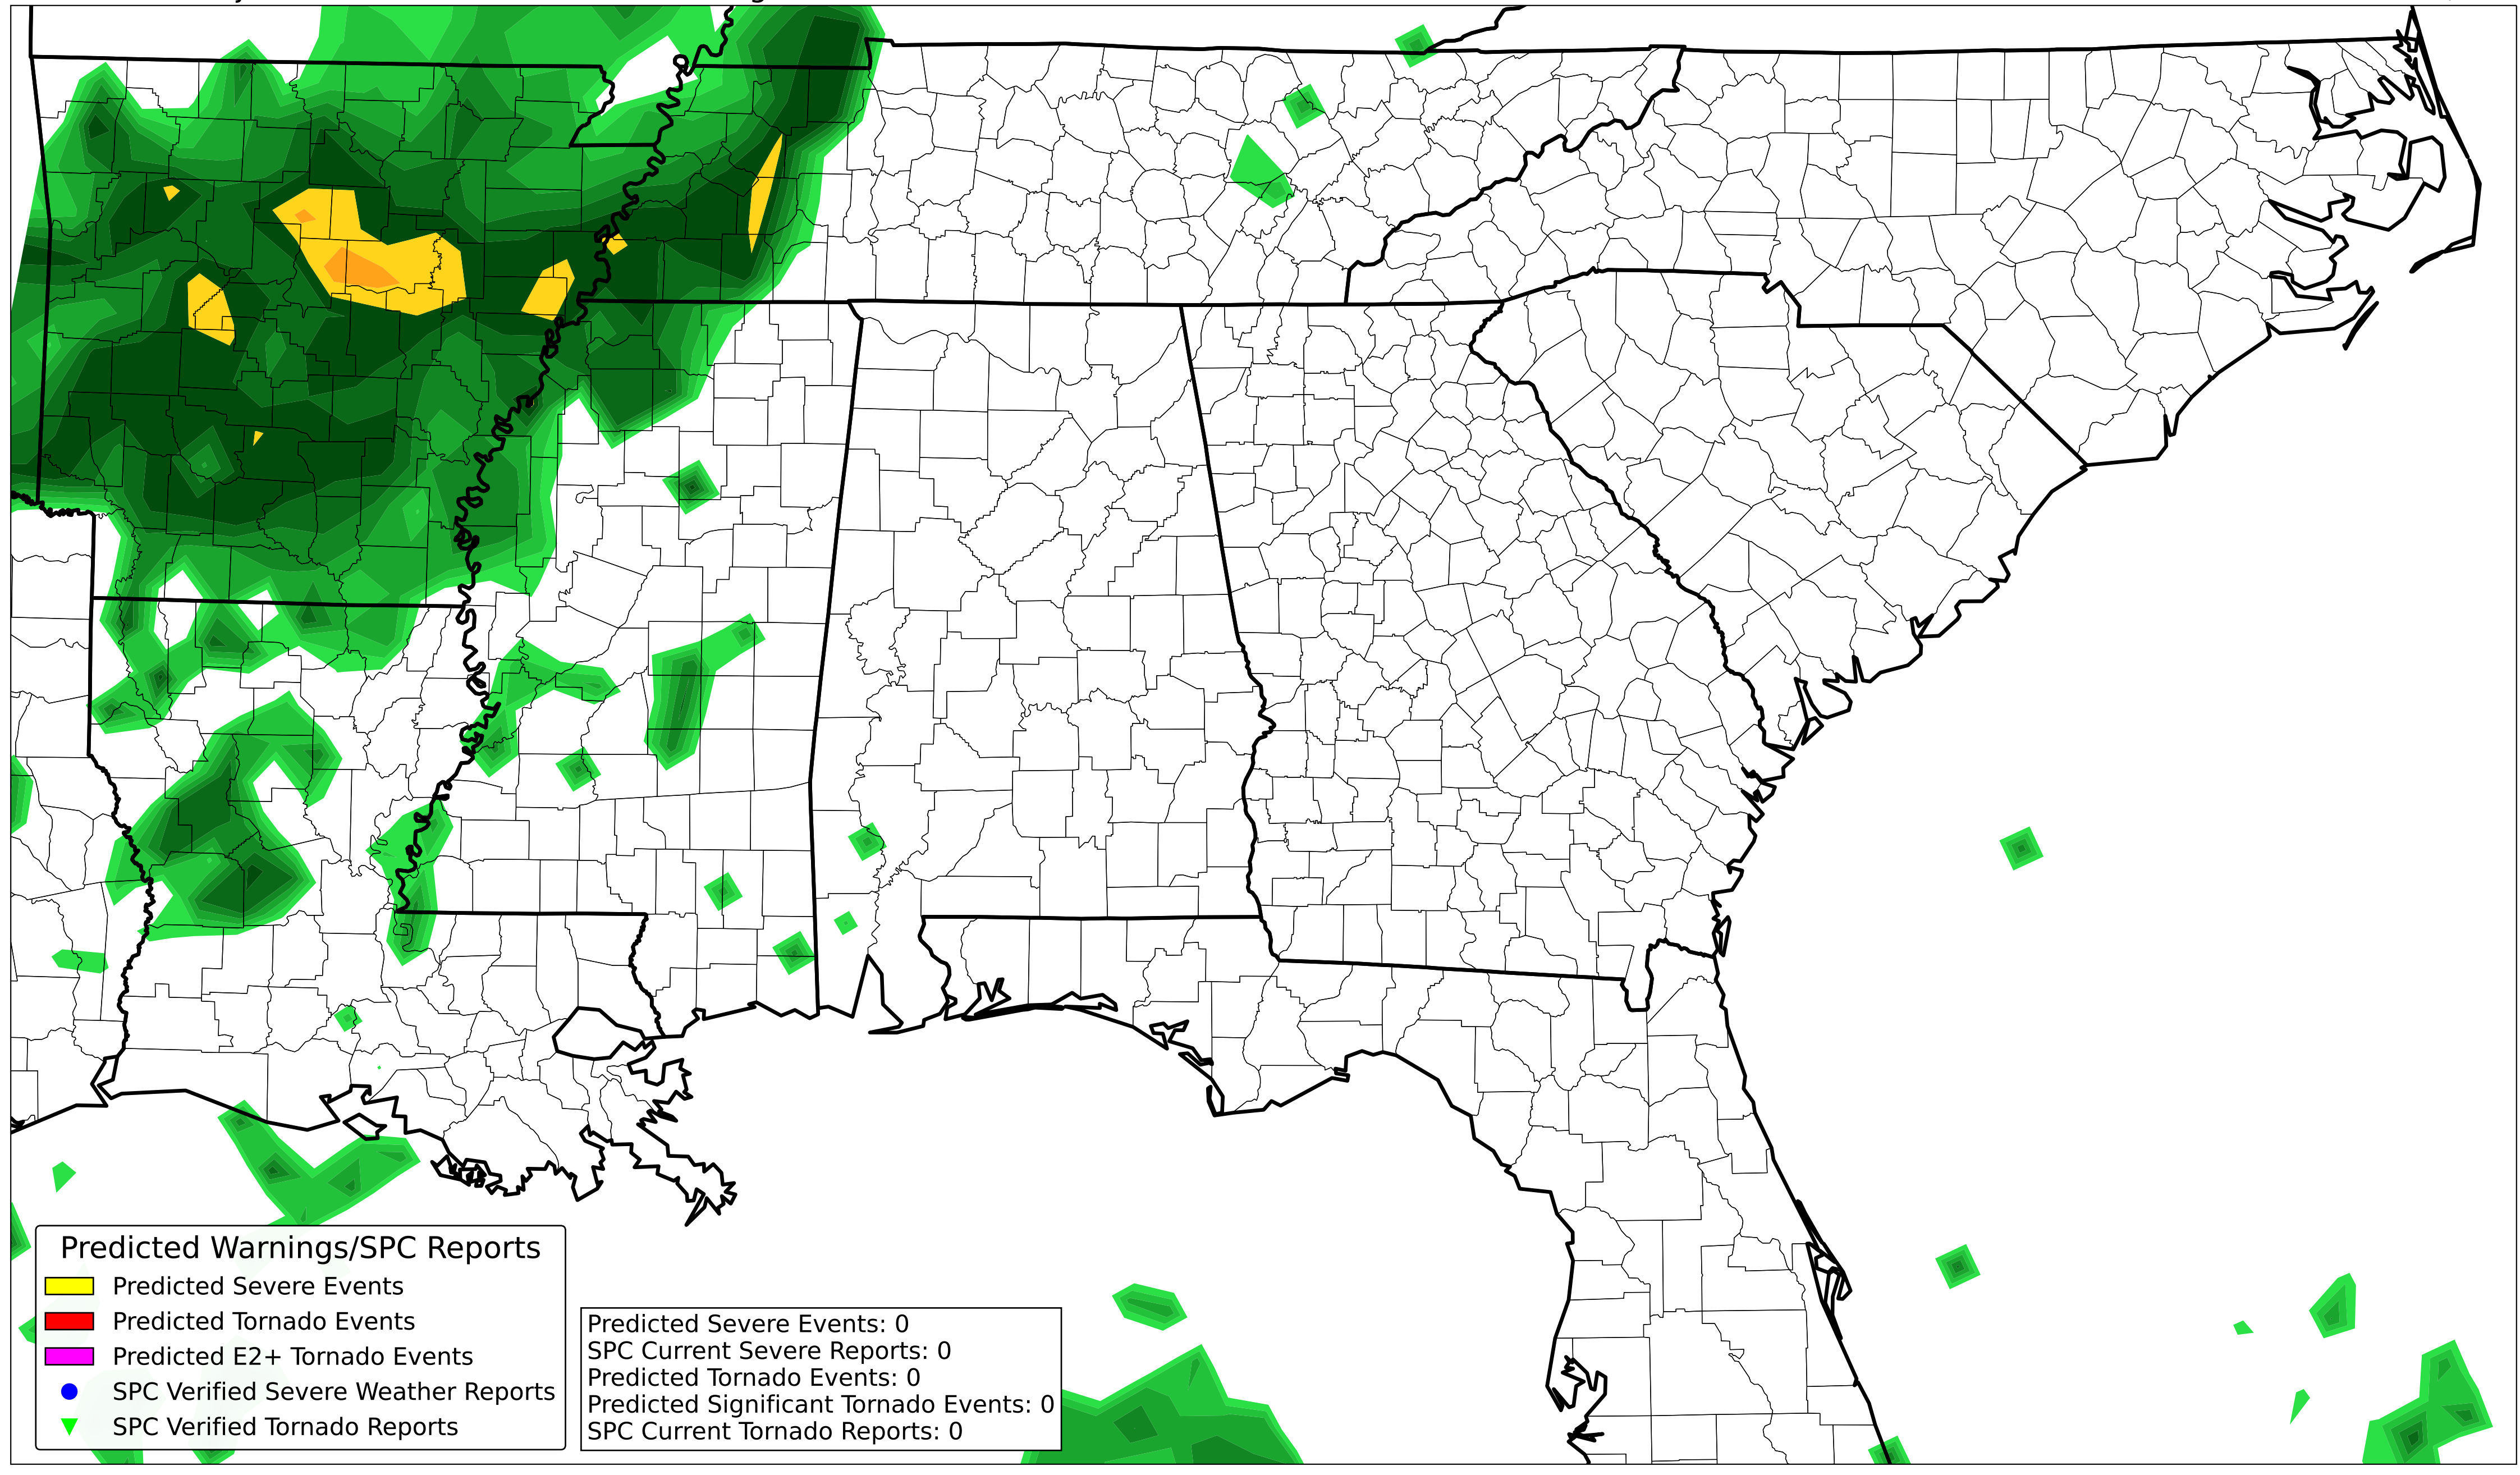 Predicted Warnings/SPC Reports
Predicted Severe Events
Predicted Tornado Events
Predicted E2+ Tornado Events
SPC Verified Severe Weather Reports
SPC Verified Tornado Reports
Predicted Severe Events: 0
SPC Current Severe Reports: 0
Predicted Tornado Events: 0
Predicted Significant Tornado Events: 0
SPC Current Tornado Reports: 0